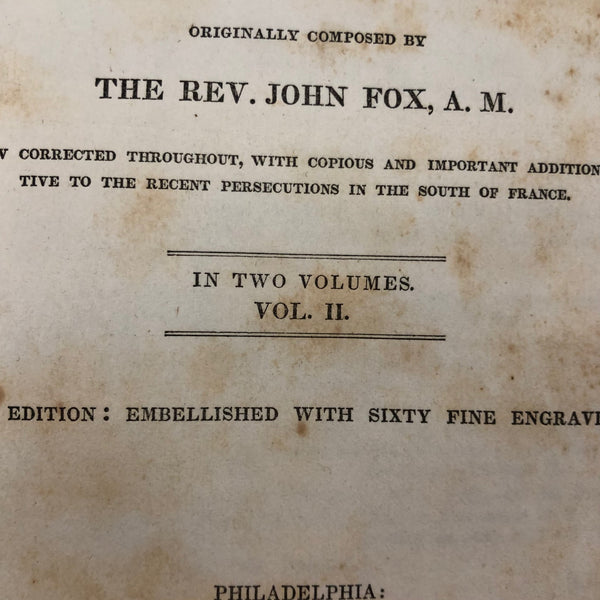 ORIGINALLY COMPOSED BY
THE REV. JOHN FOX, A. M.
CORRECTED THROUGHOUT, WITH COPIOUS AND IMPORTANT ADDITION
TIVE TO THE RECENT PERSECUTIONS IN THE SOUTH OF FRANCE.
IN TWO VOLUMES.
VOL. II.
EDITION: EMBELLISHED WITH SIXTY FINE ENGRAVI
PHILADELPHIA: